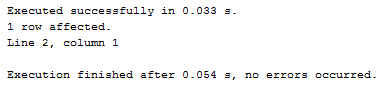 Executed successfully in 0.033 s.
1 row affected.
Line 2, column 1
Execution finished after 0.054 s, no errors occurred.